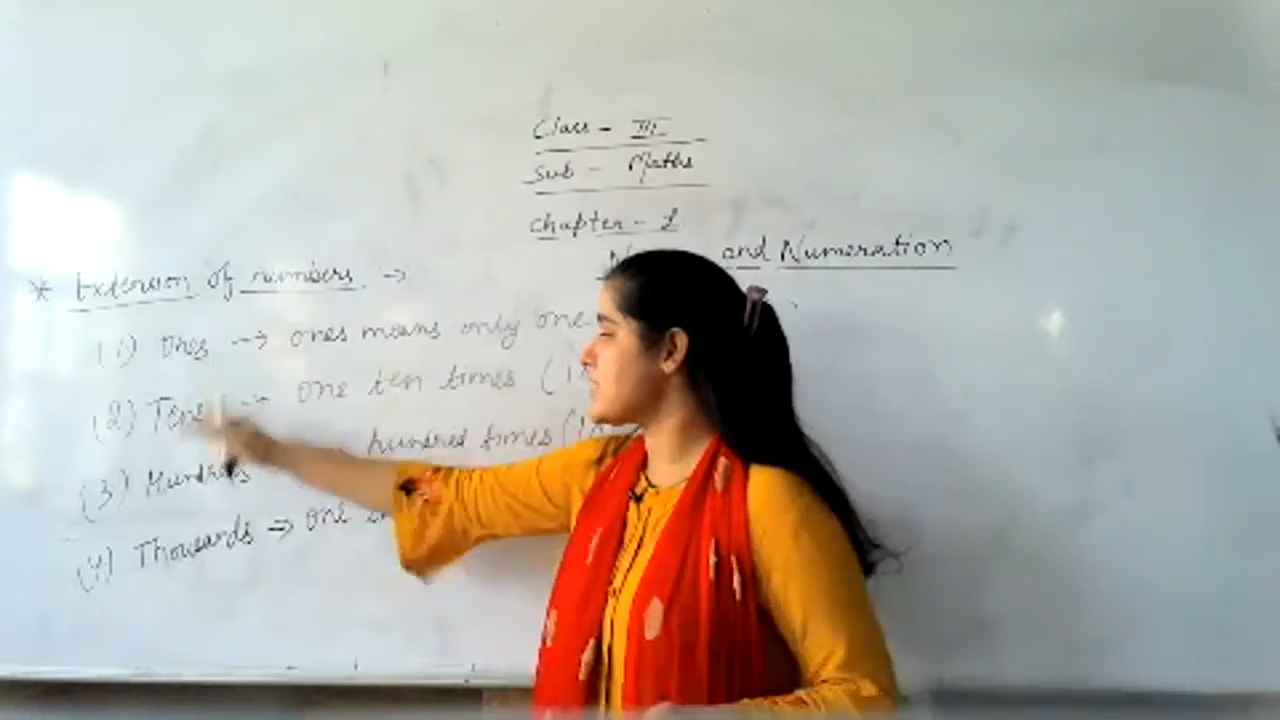 Class - III
Sub - Maths
Chapter - 1
and Numeration
* Extension of numbers →
(1) Ones → ones means only one.
(2) Tens → one ten times (1
(3) Hundreds hundred times (1
(4) Thousands → one